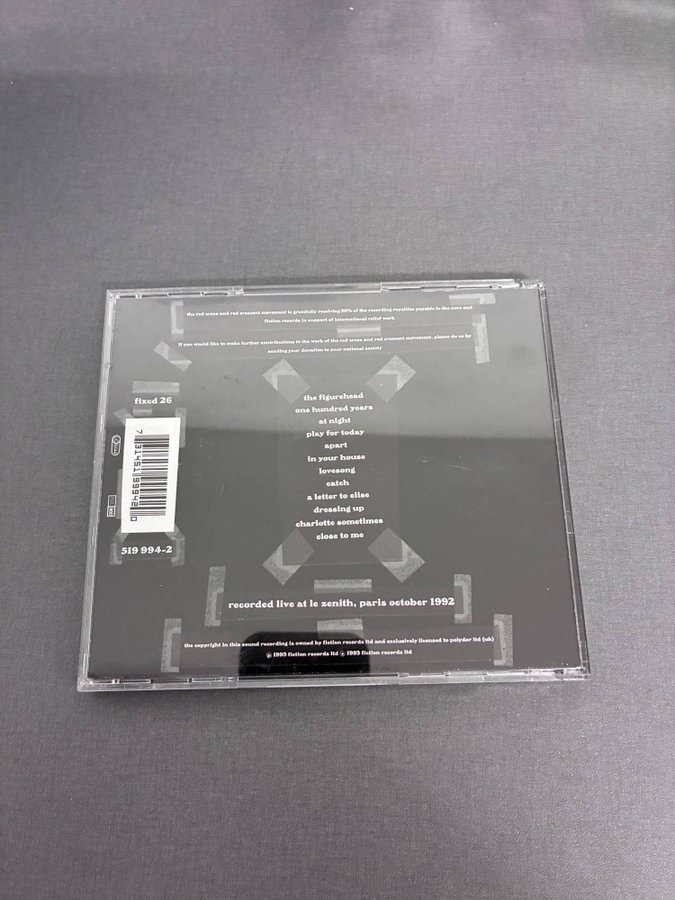 the red cross and red crescent movement is gratefully receiving 50% of the recording royalties payable to the cure and
fiction records in support of international relief work
if you would like to make further contributions to the work of the red cross and red crescent movement, please do so by
sending your donation to your national society
fixcd 26
the figurehead
one hundred years
at night
play for today
apart
in your house
lovesong
catch
a letter to elise
dressing up
charlotte sometimes
close to me
7 31451 99942 0
519 994-2
recorded live at le zenith, paris october 1992
the copyright in this sound recording is owned by fiction records ltd and exclusively licensed to polydor ltd (uk)
℗ 1993 fiction records ltd © 1993 fiction records ltd